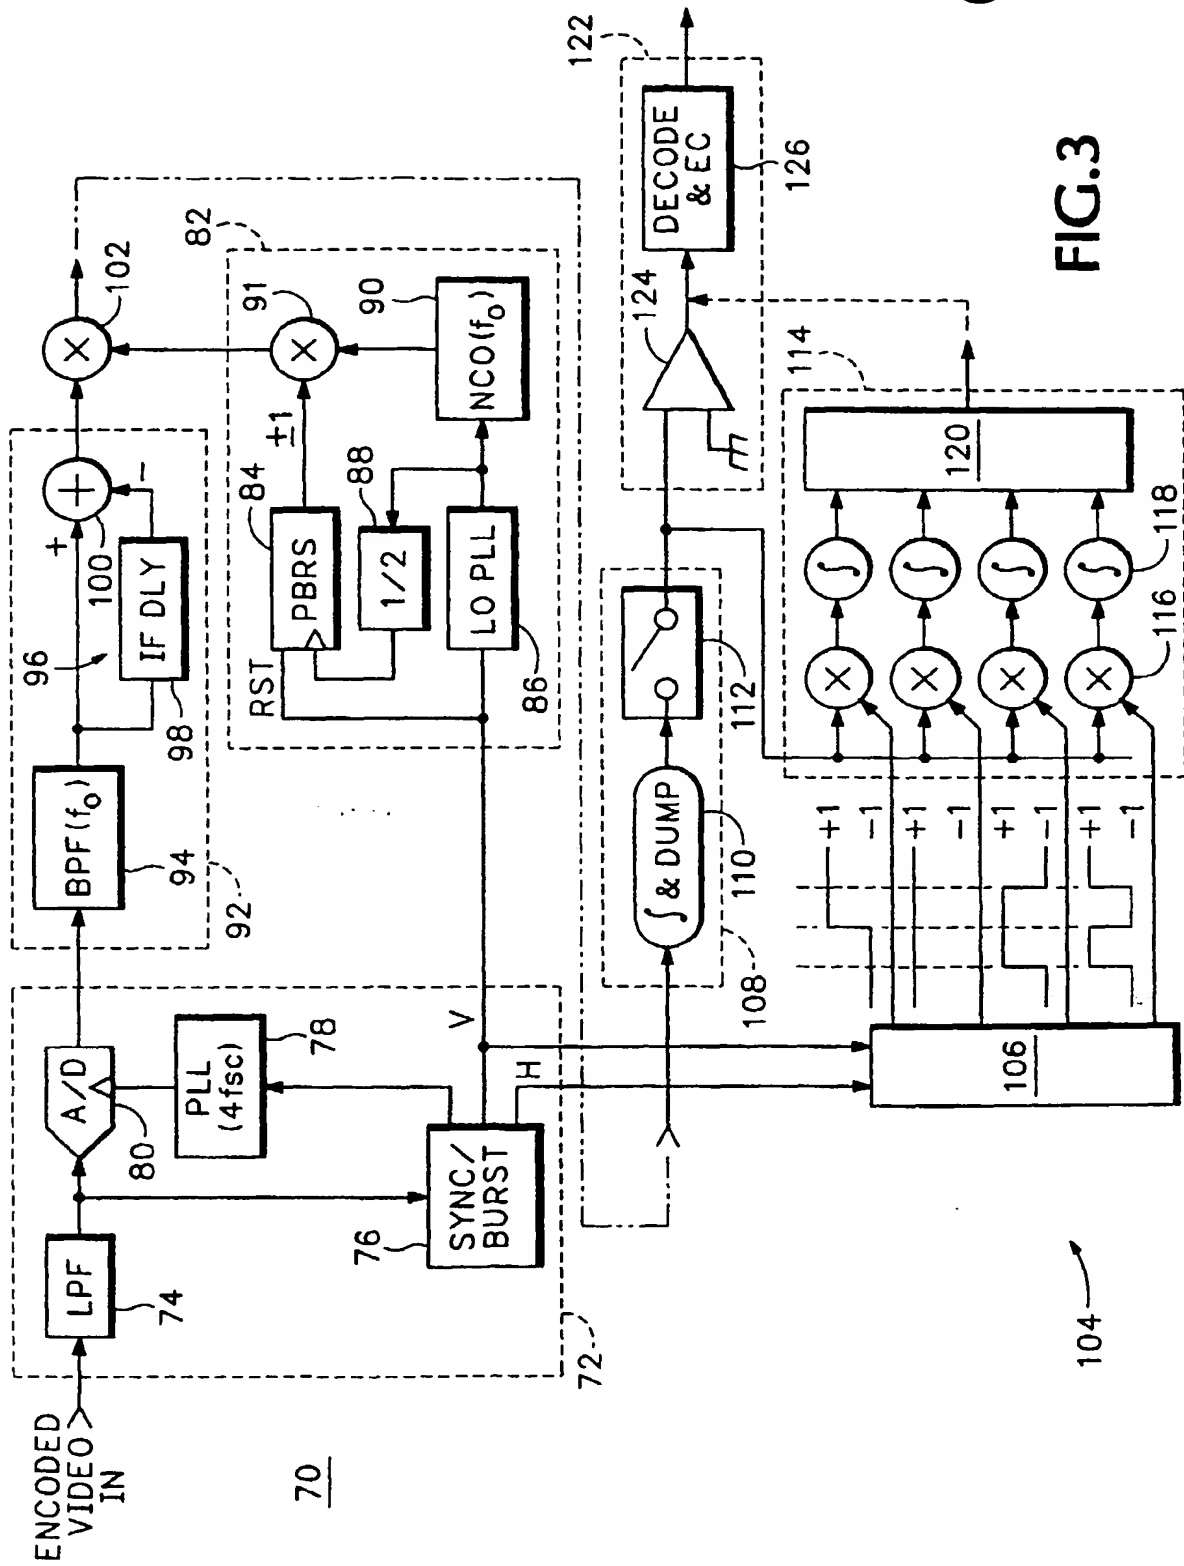 ENCODED
VIDEO
IN
70
LPF
74
A/D
80
PLL
(4fsc)
78
SYNC/
BURST
76
V
H
72
BPF(f₀)
94
92
96
+
100
+
−
IF DLY
98
×
102
82
RST
84
PBRS
±1
×
91
1/2
88
LO PLL
86
NCO(f₀)
90
∫ & DUMP
110
108
112
122
124
DECODE
& EC
126
104
106
+1
−1
+1
−1
+1
−1
+1
−1
×
×
×
×
116
∫
∫
∫
∫
118
120
114
FIG.3